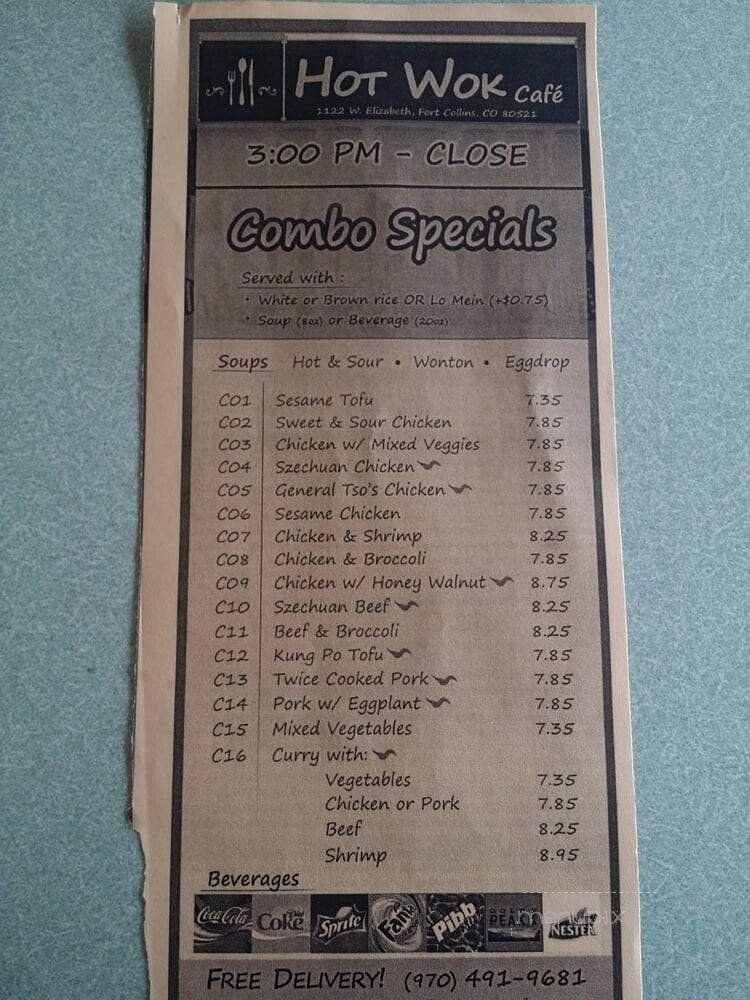 HOT WOK Café
1122 W. Elizabeth, Fort Collins, CO 80521
3:00 PM - CLOSE
Combo Specials
Served with :
• White or Brown rice OR Lo Mein (+$0.75)
• Soup (8oz) or Beverage (20oz)
Soups Hot & Sour • Wonton • Eggdrop
C01 Sesame Tofu 7.35
C02 Sweet & Sour Chicken 7.85
C03 Chicken w/ Mixed Veggies 7.85
C04 Szechuan Chicken 7.85
C05 General Tso's Chicken 7.85
C06 Sesame Chicken 7.85
C07 Chicken & Shrimp 8.25
C08 Chicken & Broccoli 7.85
C09 Chicken w/ Honey Walnut 8.75
C10 Szechuan Beef 8.25
C11 Beef & Broccoli 8.25
C12 Kung Po Tofu 7.85
C13 Twice Cooked Pork 7.85
C14 Pork w/ Eggplant 7.85
C15 Mixed Vegetables 7.35
C16 Curry with:
Vegetables 7.35
Chicken or Pork 7.85
Beef 8.25
Shrimp 8.95
Beverages
Coca-Cola Diet Coke Sprite Fanta Pibb GOLD PEAK NESTEA
FREE DELIVERY! (970) 491-9681